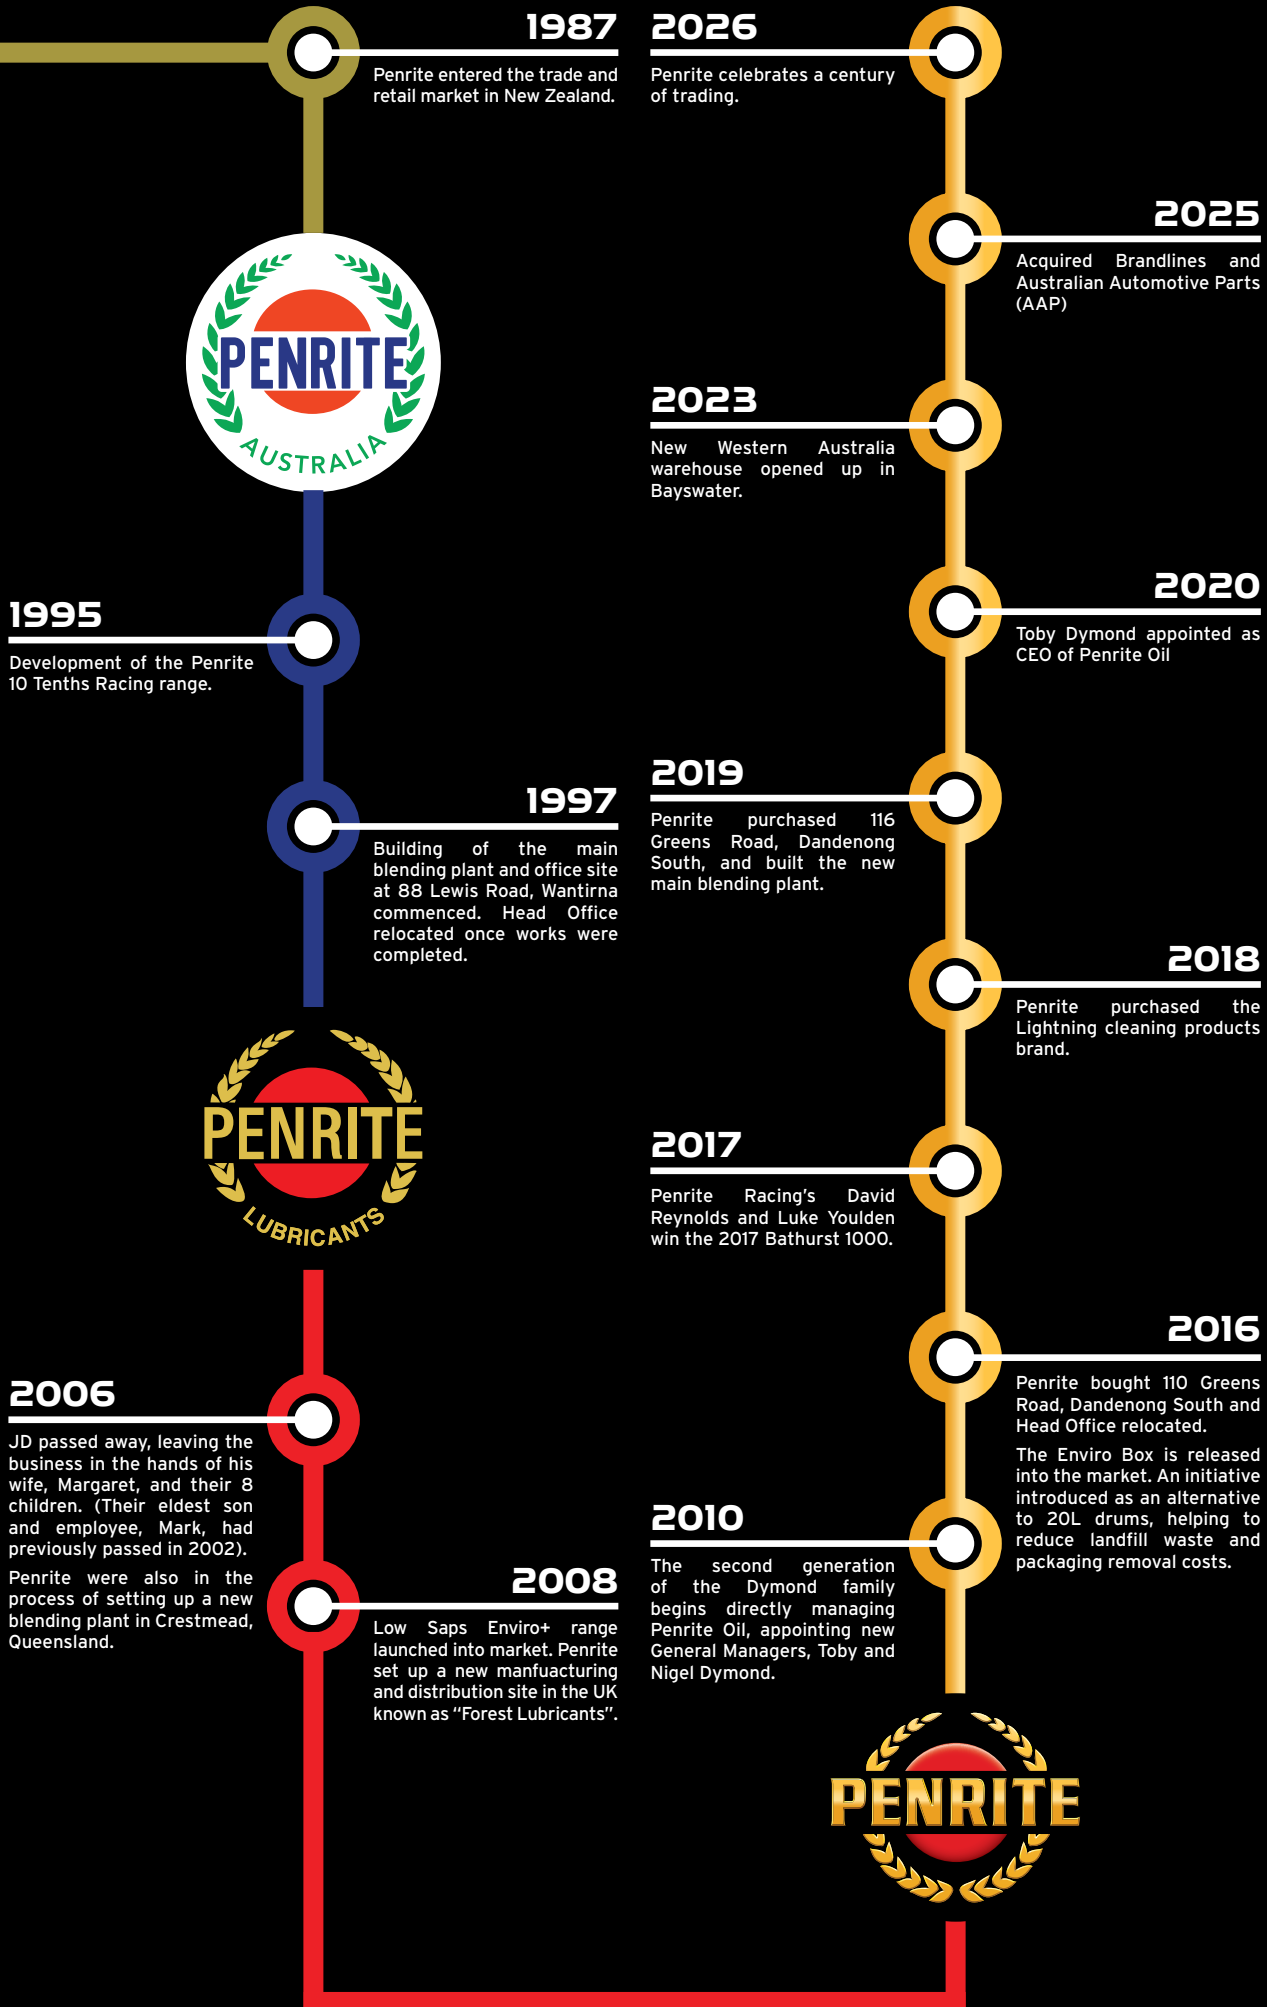 1987
Penrite entered the trade and
retail market in New Zealand.
PENRITE
AUSTRALIA
1995
Development of the Penrite
10 Tenths Racing range.
1997
Building of the main
blending plant and office site
at 88 Lewis Road, Wantirna
commenced. Head Office
relocated once works were
completed.
PENRITE
LUBRICANTS
2006
JD passed away, leaving the
business in the hands of his
wife, Margaret, and their 8
children. (Their eldest son
and employee, Mark, had
previously passed in 2002).
Penrite were also in the
process of setting up a new
blending plant in Crestmead,
Queensland.
2008
Low Saps Enviro+ range
launched into market. Penrite
set up a new manfuacturing
and distribution site in the UK
known as “Forest Lubricants”.
PENRITE
2010
The second generation
of the Dymond family
begins directly managing
Penrite Oil, appointing new
General Managers, Toby and
Nigel Dymond.
2016
Penrite bought 110 Greens
Road, Dandenong South and
Head Office relocated.
The Enviro Box is released
into the market. An initiative
introduced as an alternative
to 20L drums, helping to
reduce landfill waste and
packaging removal costs.
2017
Penrite Racing’s David
Reynolds and Luke Youlden
win the 2017 Bathurst 1000.
2018
Penrite purchased the
Lightning cleaning products
brand.
2019
Penrite purchased 116
Greens Road, Dandenong
South, and built the new
main blending plant.
2020
Toby Dymond appointed as
CEO of Penrite Oil
2023
New Western Australia
warehouse opened up in
Bayswater.
2025
Acquired Brandlines and
Australian Automotive Parts
(AAP)
2026
Penrite celebrates a century
of trading.